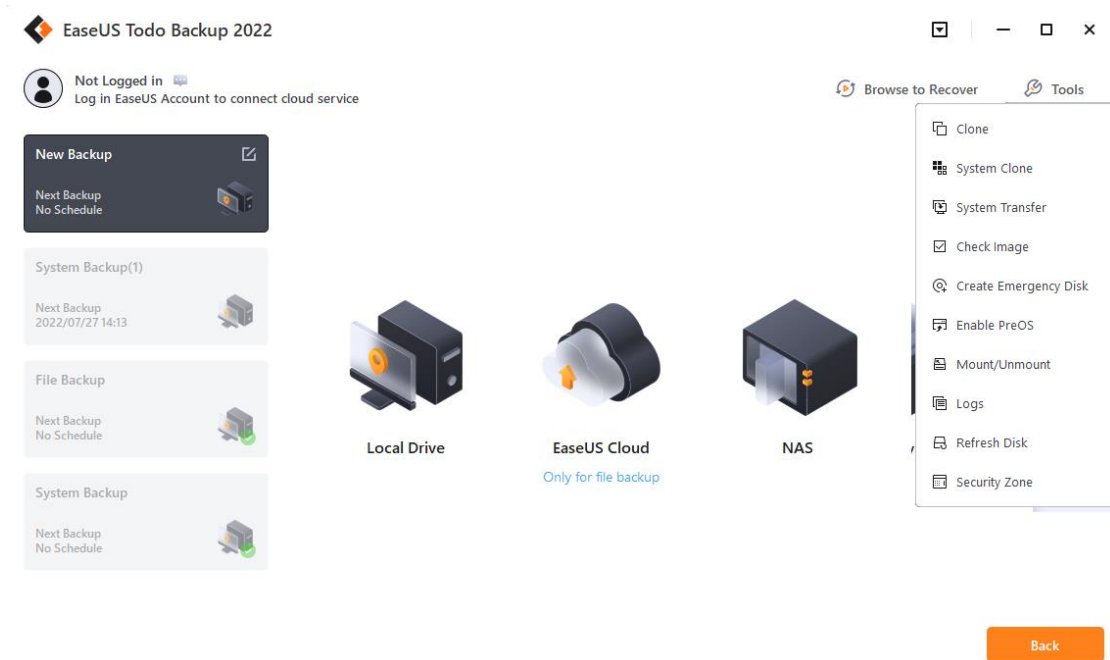 EaseUS Todo Backup 2022
Not Logged in
Log in EaseUS Account to connect cloud service
Browse to Recover
Tools
New Backup
Next Backup
No Schedule
System Backup(1)
Next Backup
2022/07/27 14:13
File Backup
Next Backup
No Schedule
System Backup
Next Backup
No Schedule
Local Drive
EaseUS Cloud
Only for file backup
NAS
Clone
System Clone
System Transfer
Check Image
Create Emergency Disk
Enable PreOS
Mount/Unmount
Logs
Refresh Disk
Security Zone
Back